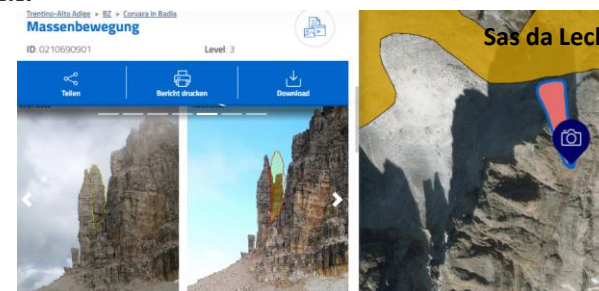 Trentino-Alto Adige > BZ > Corvara in Badia
Massenbewegung
ID: 0210690901 Level: 3
Teilen Bericht drucken Download
Sas da Lech